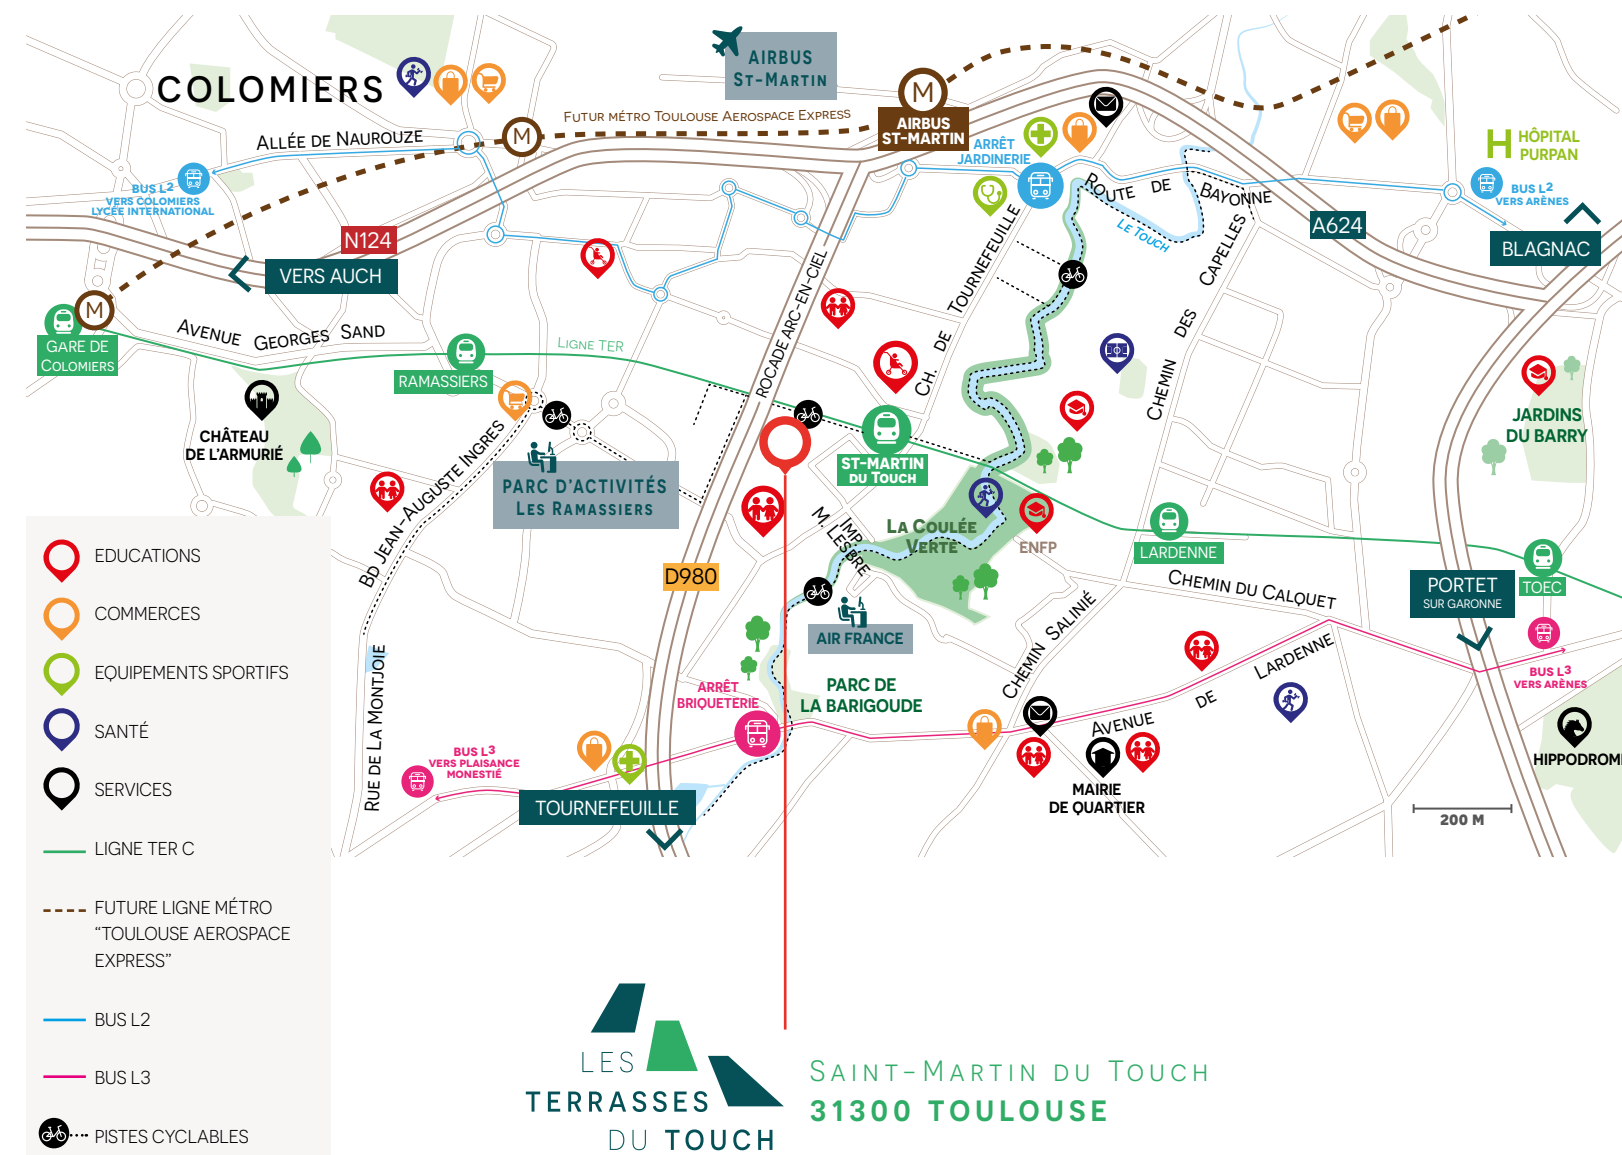 COLOMIERS
AIRBUS
ST-MARTIN
FUTUR MÉTRO TOULOUSE AEROSPACE EXPRESS
M
M
AIRBUS
ST-MARTIN
ALLÉE DE NAUROUZE
ARRÊT
JARDINERIE
H HÔPITAL
PURPAN
BUS L2
VERS COLOMIERS
LYCÉE INTERNATIONAL
ROUTE DE BAYONNE
BUS L2
VERS ARÈNES
LE TOUCH
A624
BLAGNAC
N124
VERS AUCH
M
GARE DE
COLOMIERS
AVENUE GEORGES SAND
LIGNE TER
RAMASSIERS
ROCADE ARC-EN-CIEL
CH. DE TOURNEFEUILLE
CHEMIN DES CAPELLES
CHÂTEAU
DE L'ARMURIÉ
JARDINS
DU BARRY
BD JEAN-AUGUSTE INGRES
PARC D'ACTIVITÉS
LES RAMASSIERS
ST-MARTIN
DU TOUCH
IMP.
M. LESBRE
LA COULÉE
VERTE
ENFP
LARDENNE
D980
TOEC
PORTET
SUR GARONNE
CHEMIN DU CALQUET
AIR FRANCE
CHEMIN SALINIÉ
AVENUE DE LARDENNE
RUE DE LA MONTJOIE
ARRÊT
BRIQUETERIE
PARC DE
LA BARIGOUDE
BUS L3
VERS ARÈNES
BUS L3
VERS PLAISANCE
MONESTIÉ
TOURNEFEUILLE
MAIRIE
DE QUARTIER
HIPPODROM
200 M
EDUCATIONS
COMMERCES
EQUIPEMENTS SPORTIFS
SANTÉ
SERVICES
LIGNE TER C
FUTURE LIGNE MÉTRO
“TOULOUSE AEROSPACE
EXPRESS”
BUS L2
BUS L3
PISTES CYCLABLES
LES
TERRASSES
DU TOUCH
SAINT-MARTIN DU TOUCH
31300 TOULOUSE